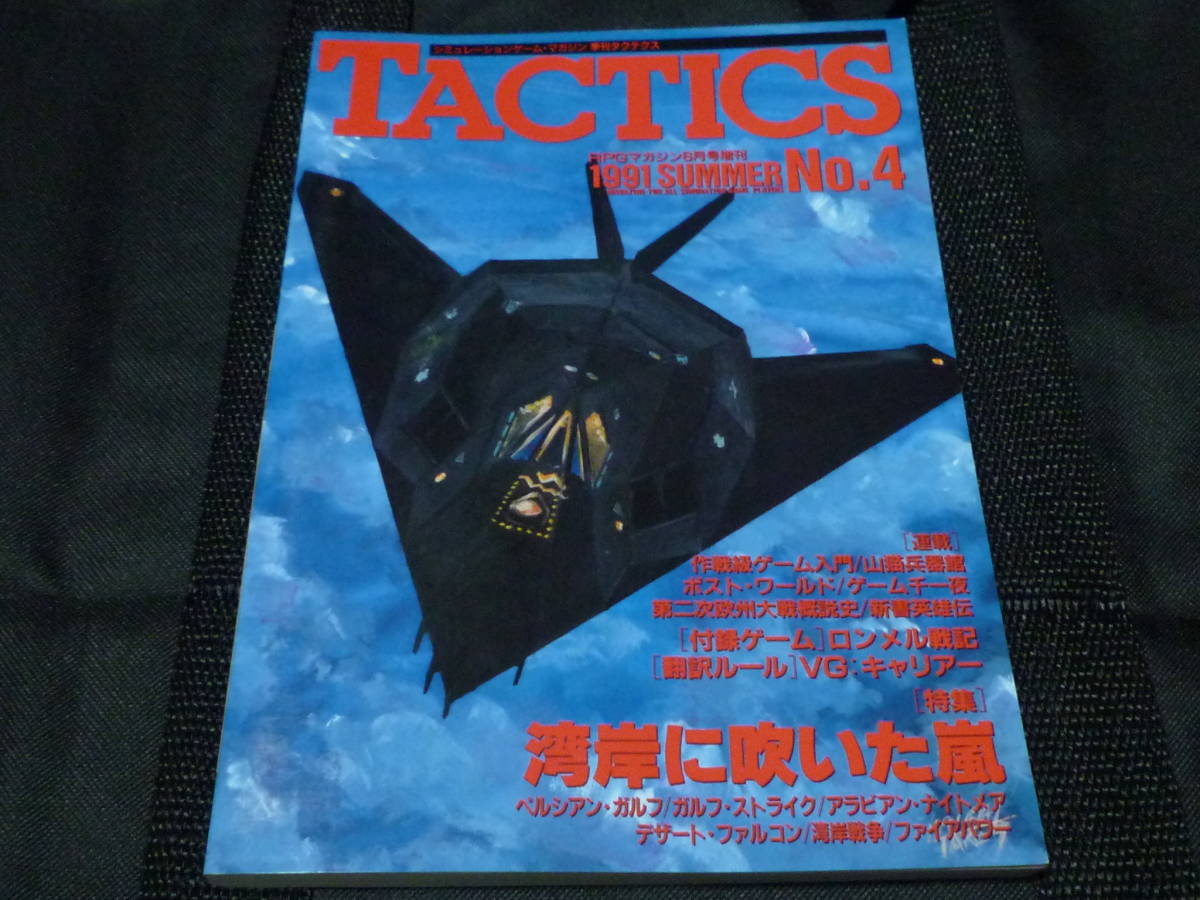 シミュレーションゲーム・マガジン 季刊タクテクス
TACTICS
RPGマガジン6月号増刊
1991 SUMMER No.4
[連載]
作戦級ゲーム入門/山猫兵器館
ポスト・ワールド/ゲーム千一夜
第二次欧州大戦概説史/新書英雄伝
[付録ゲーム]ロンメル戦記
[翻訳ルール]VG:キャリアー
[特集]
湾岸に吹いた嵐
ペルシアン・ガルフ/ガルフ・ストライク/アラビアン・ナイトメア
デザート・ファルコン/湾岸戦争/ファイアパワー